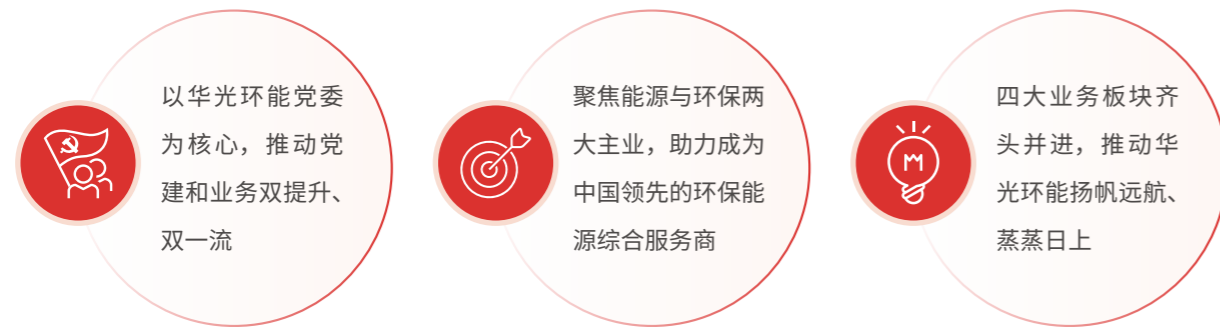 以华光环能党委
为核心，推动党
建和业务双提升、
双一流
聚焦能源与环保两
大主业，助力成为
中国领先的环保能
源综合服务商
四大业务板块齐
头并进，推动华
光环能扬帆远航、
蒸蒸日上